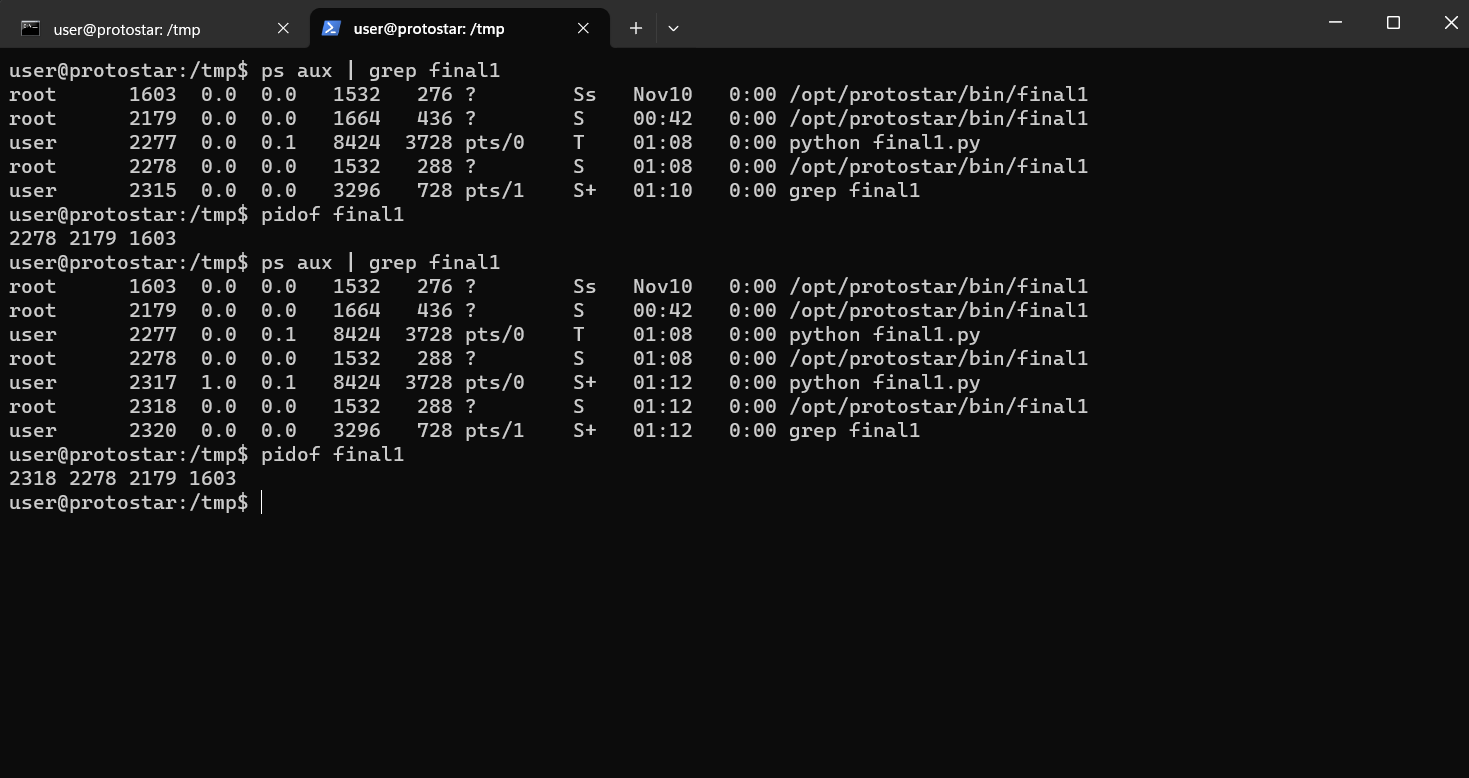 user@protostar: /tmp
user@protostar: /tmp
user@protostar:/tmp$ ps aux | grep final1
root      1603  0.0  0.0   1532   276 ?        Ss   Nov10   0:00 /opt/protostar/bin/final1
root      2179  0.0  0.0   1664   436 ?        S    00:42   0:00 /opt/protostar/bin/final1
user      2277  0.0  0.1   8424  3728 pts/0    T    01:08   0:00 python final1.py
root      2278  0.0  0.0   1532   288 ?        S    01:08   0:00 /opt/protostar/bin/final1
user      2315  0.0  0.0   3296   728 pts/1    S+   01:10   0:00 grep final1
user@protostar:/tmp$ pidof final1
2278 2179 1603
user@protostar:/tmp$ ps aux | grep final1
root      1603  0.0  0.0   1532   276 ?        Ss   Nov10   0:00 /opt/protostar/bin/final1
root      2179  0.0  0.0   1664   436 ?        S    00:42   0:00 /opt/protostar/bin/final1
user      2277  0.0  0.1   8424  3728 pts/0    T    01:08   0:00 python final1.py
root      2278  0.0  0.0   1532   288 ?        S    01:08   0:00 /opt/protostar/bin/final1
user      2317  1.0  0.1   8424  3728 pts/0    S+   01:12   0:00 python final1.py
root      2318  0.0  0.0   1532   288 ?        S    01:12   0:00 /opt/protostar/bin/final1
user      2320  0.0  0.0   3296   728 pts/1    S+   01:12   0:00 grep final1
user@protostar:/tmp$ pidof final1
2318 2278 2179 1603
user@protostar:/tmp$